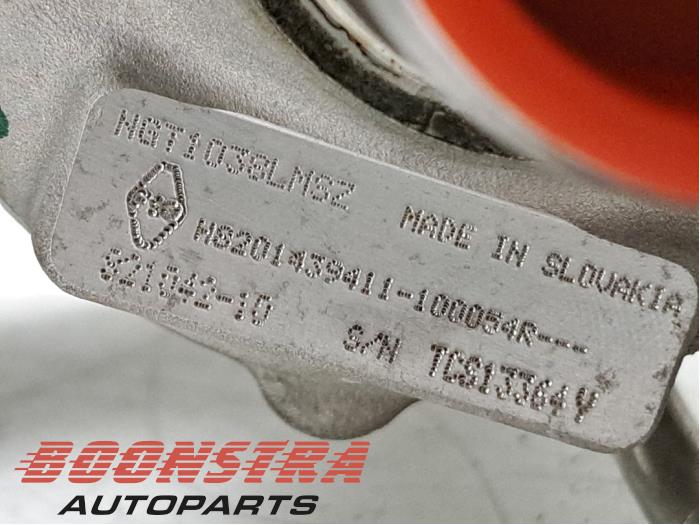 NGT1038LMSZ MADE IN SLOVAKIA
H8201439411-100054R---
821042-10 S/N TCS13364Y
BOONSTRA
AUTOPARTS